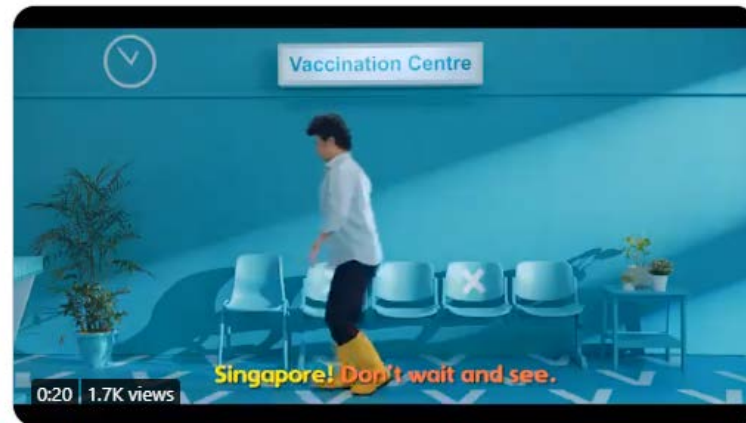 Vaccination Centre
Singapore! Don't wait and see.
0:20 1.7K views